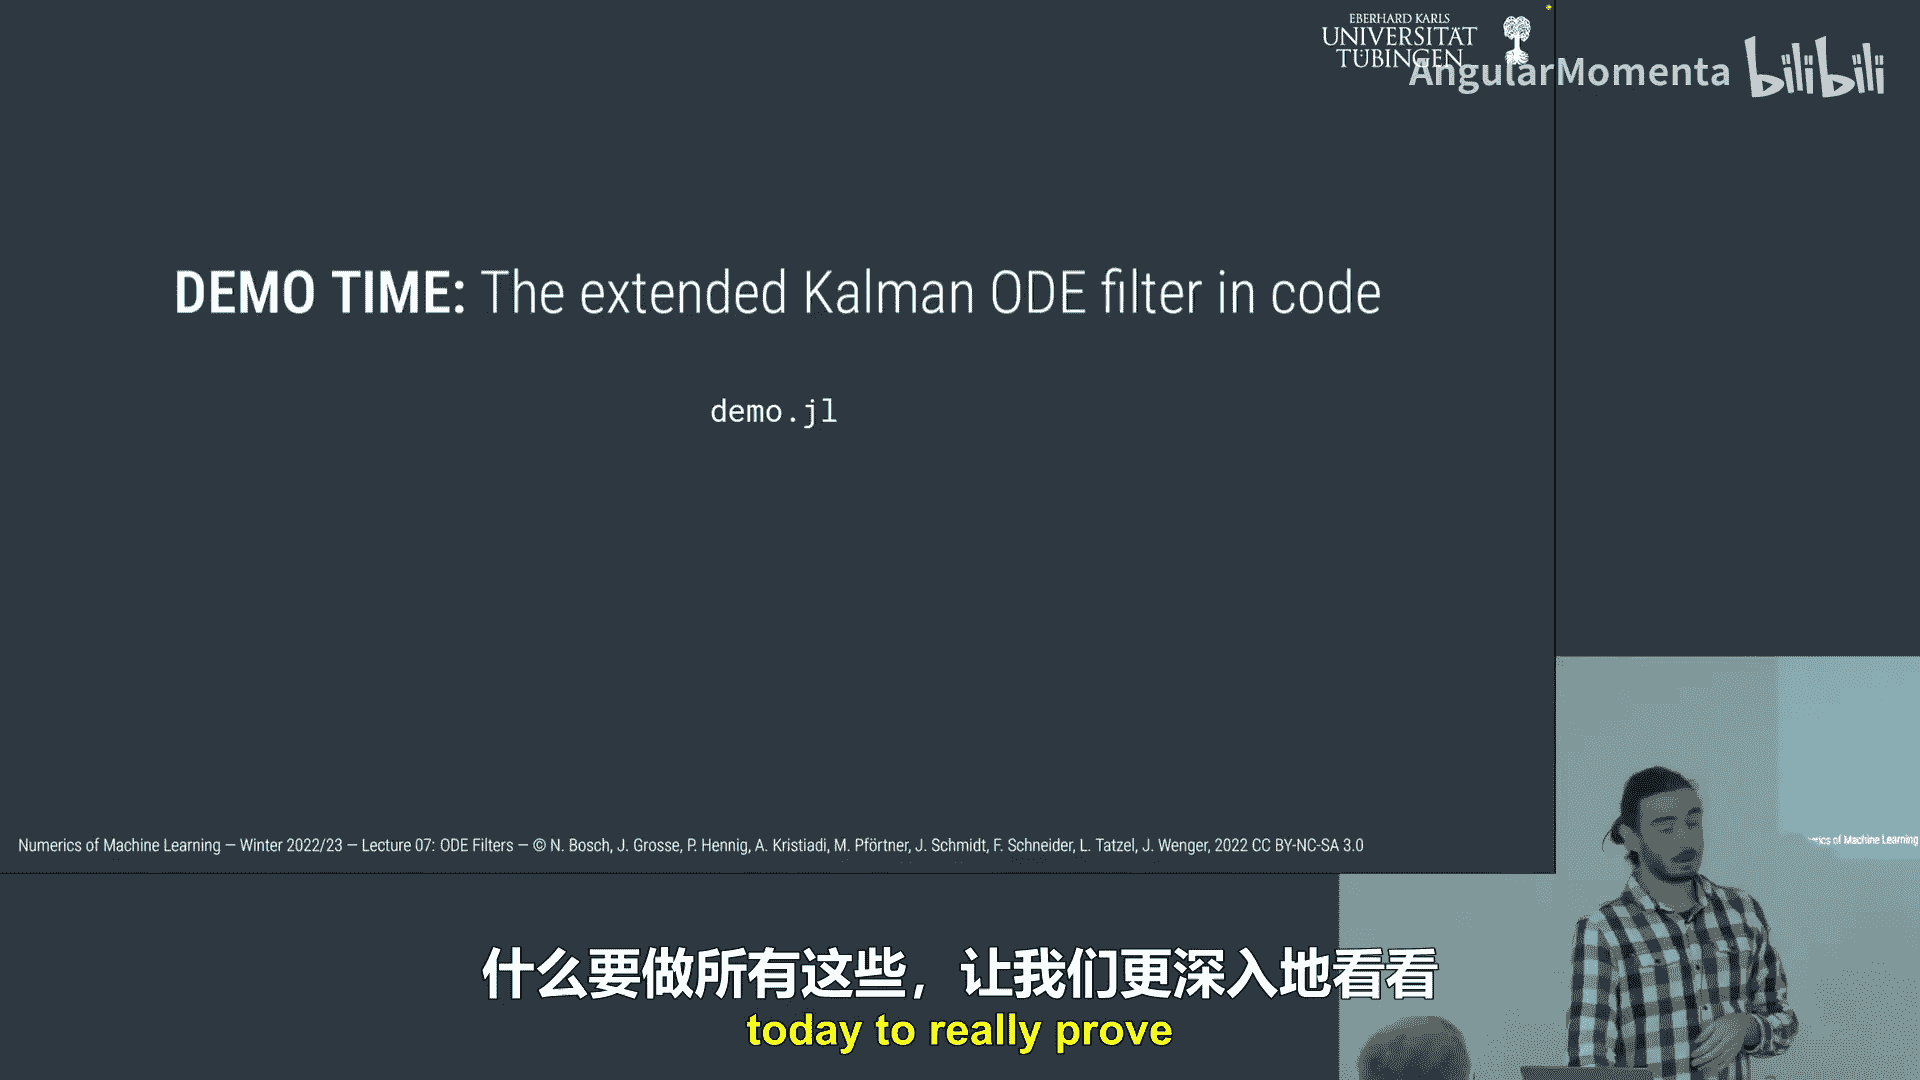 EBERHARD KARLS
UNIVERSITÄT
TÜBINGEN
AngularMomenta bilibili
DEMO TIME: The extended Kalman ODE filter in code
demo.jl
Numerics of Machine Learning — Winter 2022/23 — Lecture 07: ODE Filters — © N. Bosch, J. Grosse, P. Hennig, A. Kristiadi, M. Pförtner, J. Schmidt, F. Schneider, L. Tatzel, J. Wenger, 2022 CC BY-NC-SA 3.0
of Machine Learning
什么要做所有这些，让我们更深入地看看
today to really prove